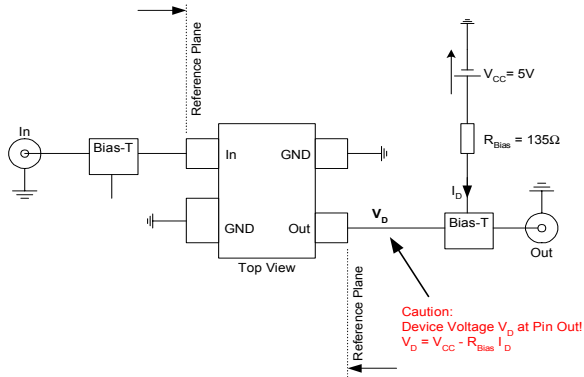 Reference Plane
V_CC= 5V
In
R_Bias = 135Ω
Bias-T
In
GND
I_D
GND
Out
V_D
Bias-T
Top View
Out
Reference Plane
Caution:
Device Voltage V_D at Pin Out!
V_D = V_CC - R_Bias I_D